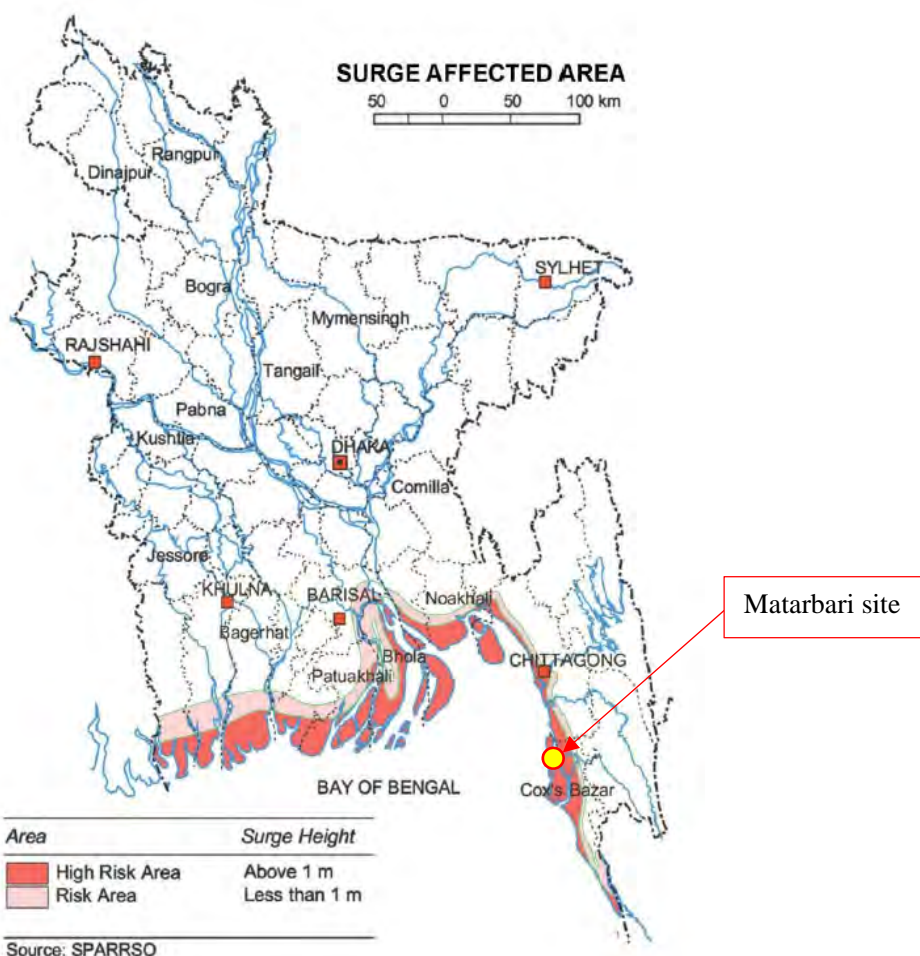 SURGE AFFECTED AREA
50 0 50 100 km
Rangpur
Dinajpur
SYLHET
Bogra
Mymensingh
RAJSHAHI
Tangail
Pabna
Kushtia
DHAKA
Comilla
Jessore
KHULNA
BARISAL
Noakhali
Matarbari site
Bagerhat
Bhola
CHITTAGONG
Patuakhali
BAY OF BENGAL
Cox's Bazar
Area Surge Height
High Risk Area Above 1 m
Risk Area Less than 1 m
Source: SPARRSO